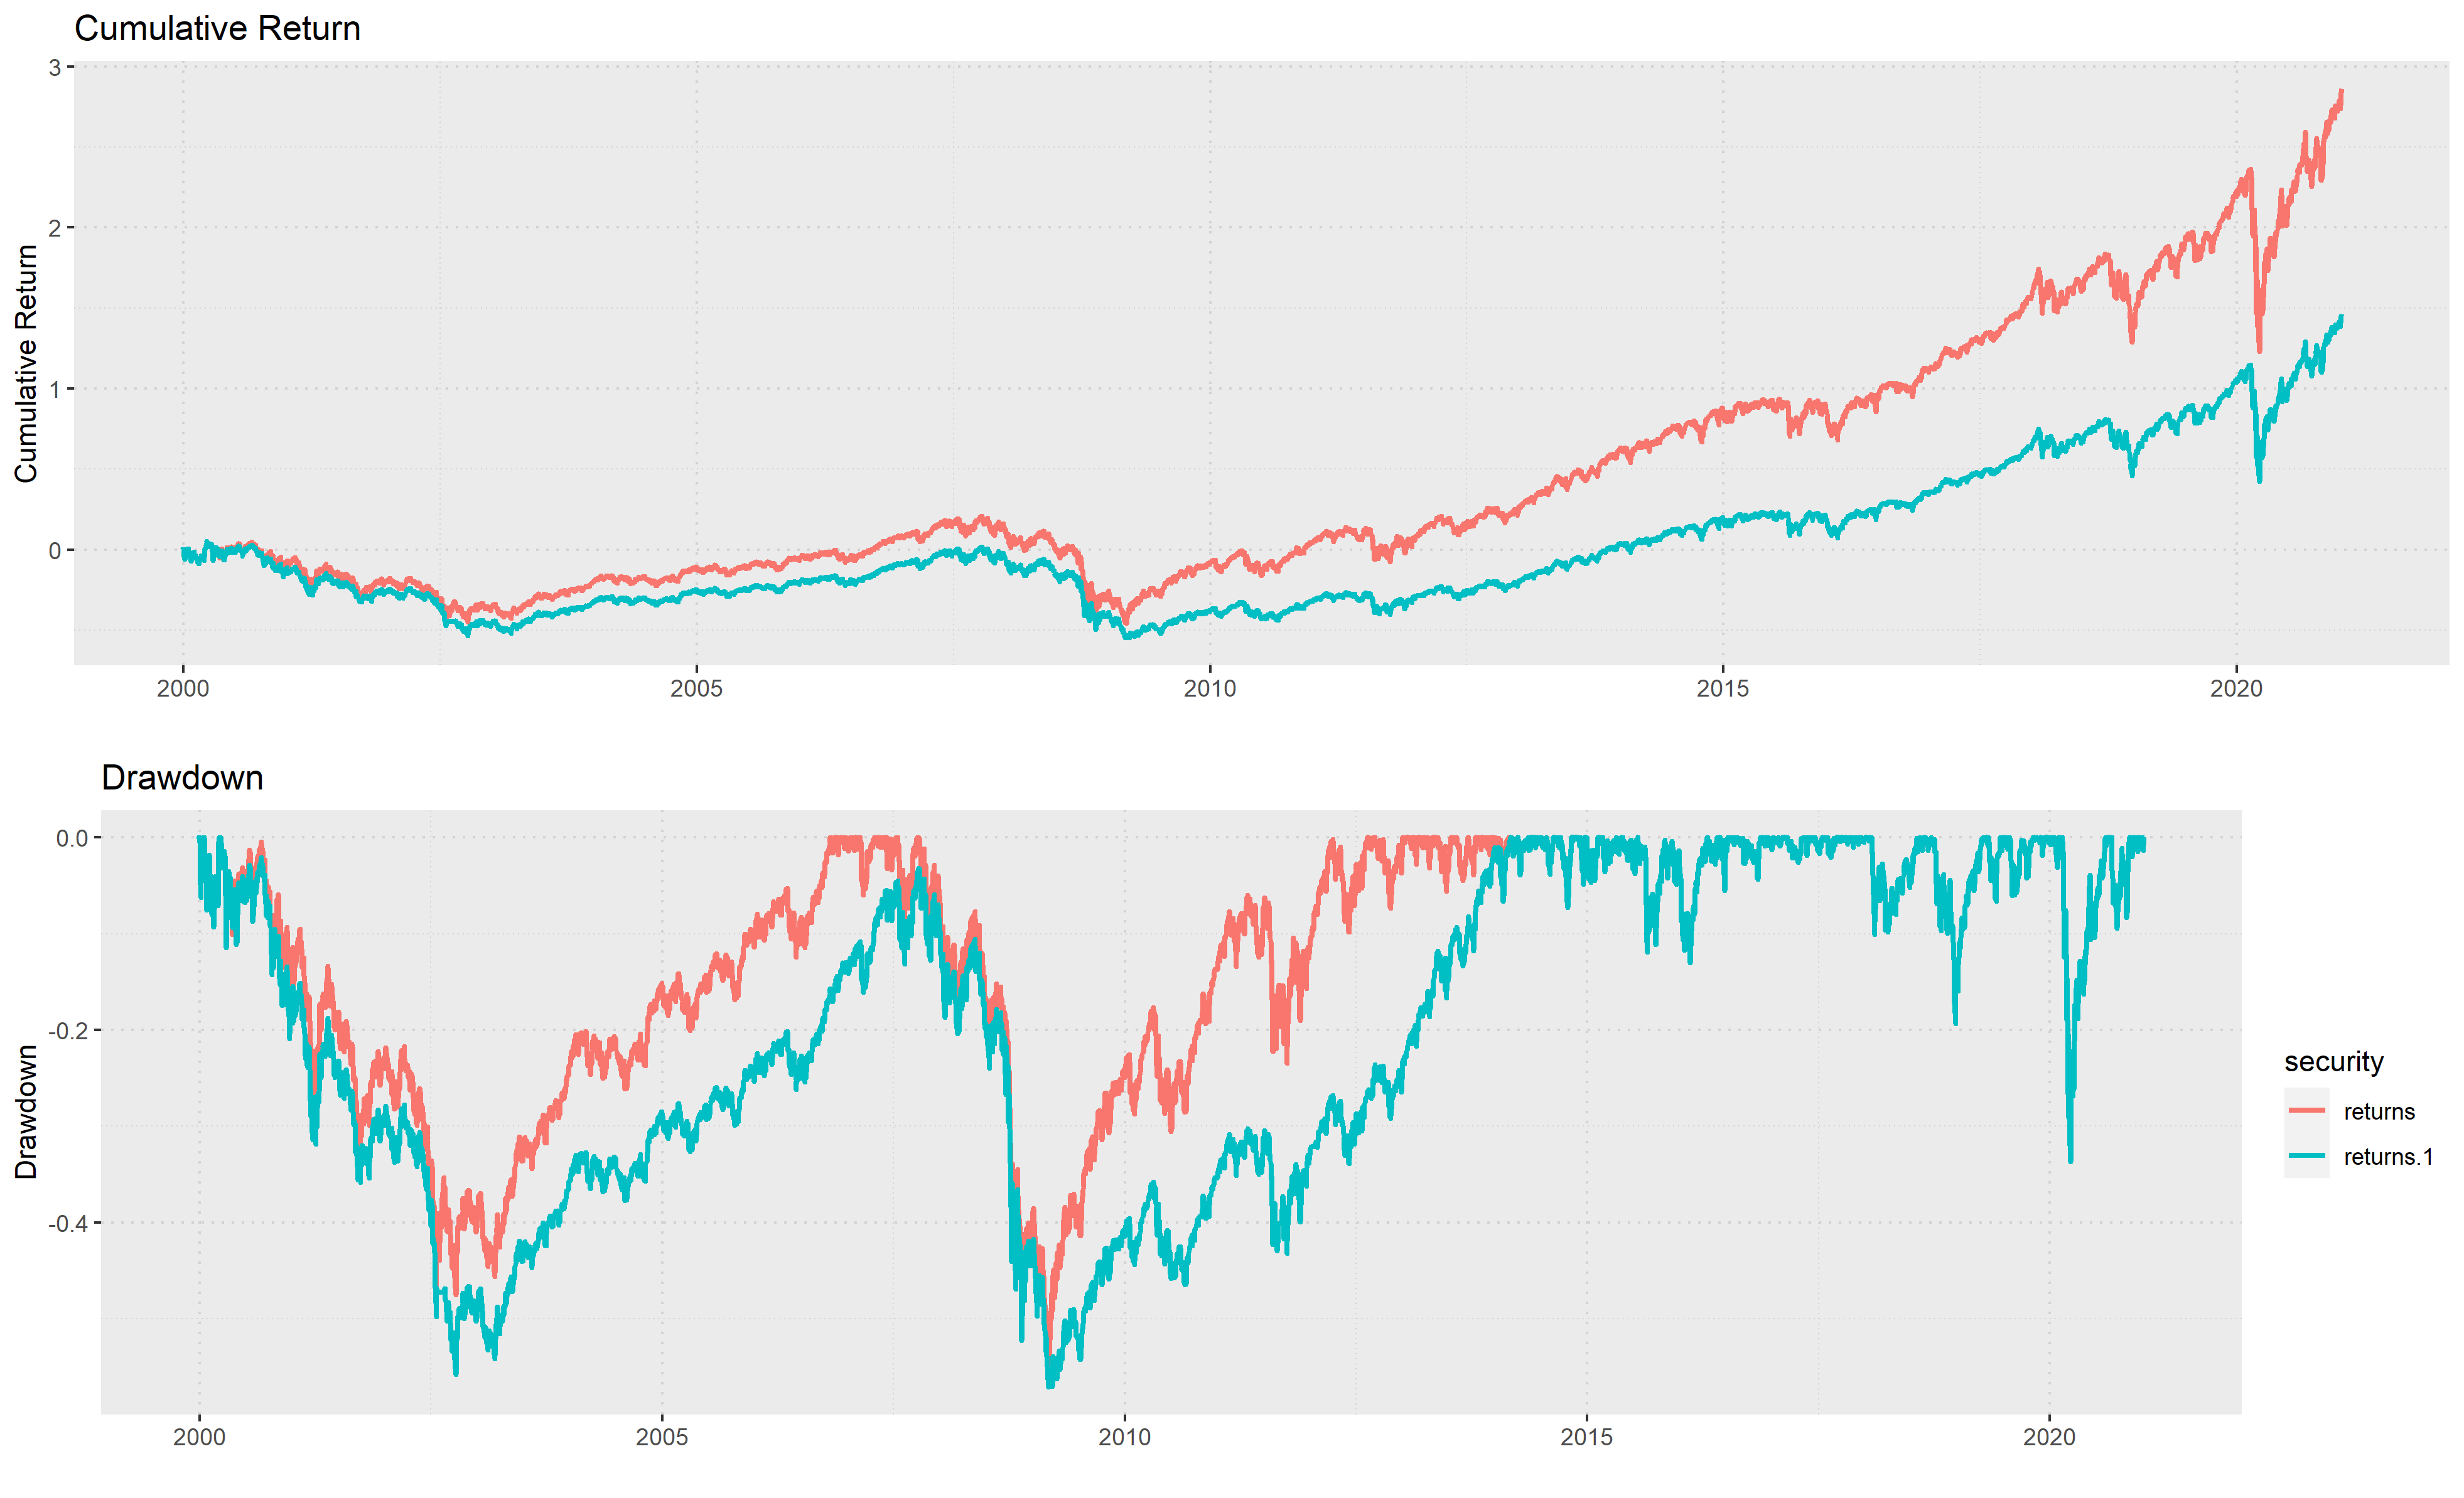 Cumulative Return
Cumulative Return
3
2
1
0
2000 2005 2010 2015 2020
Drawdown
Drawdown
0.0
-0.2
-0.4
2000 2005 2010 2015 2020
security
returns
returns.1